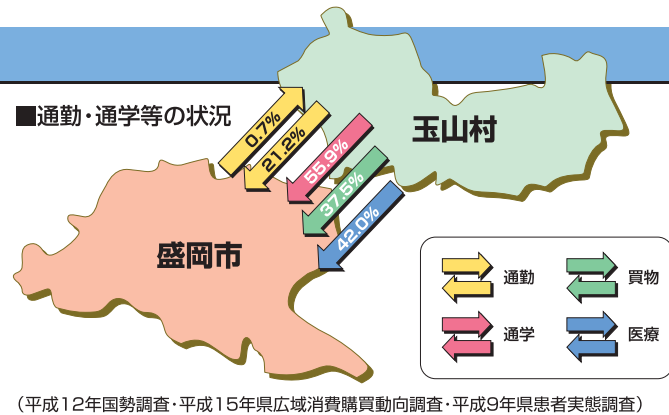 ■通勤・通学等の状況
玉山村
0.7%
21.2%
55.9%
37.5%
42.0%
盛岡市
通勤
買物
通学
医療
(平成12年国勢調査・平成15年県広域消費購買動向調査・平成9年県患者実態調査)